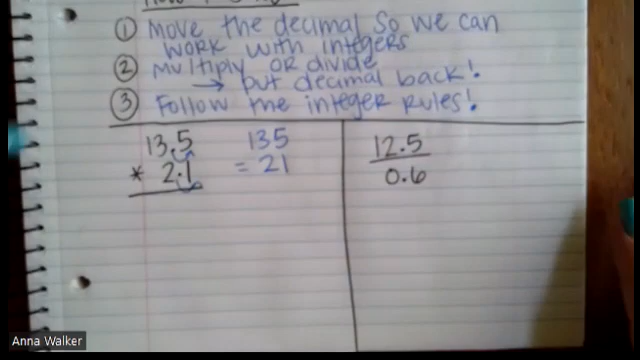 ① Move the decimal so we can
work with integers
② multiply or divide
→ put decimal back!
③ Follow the integer rules!
13.5 135
* 2.1 = 21
12.5
0.6
Anna Walker